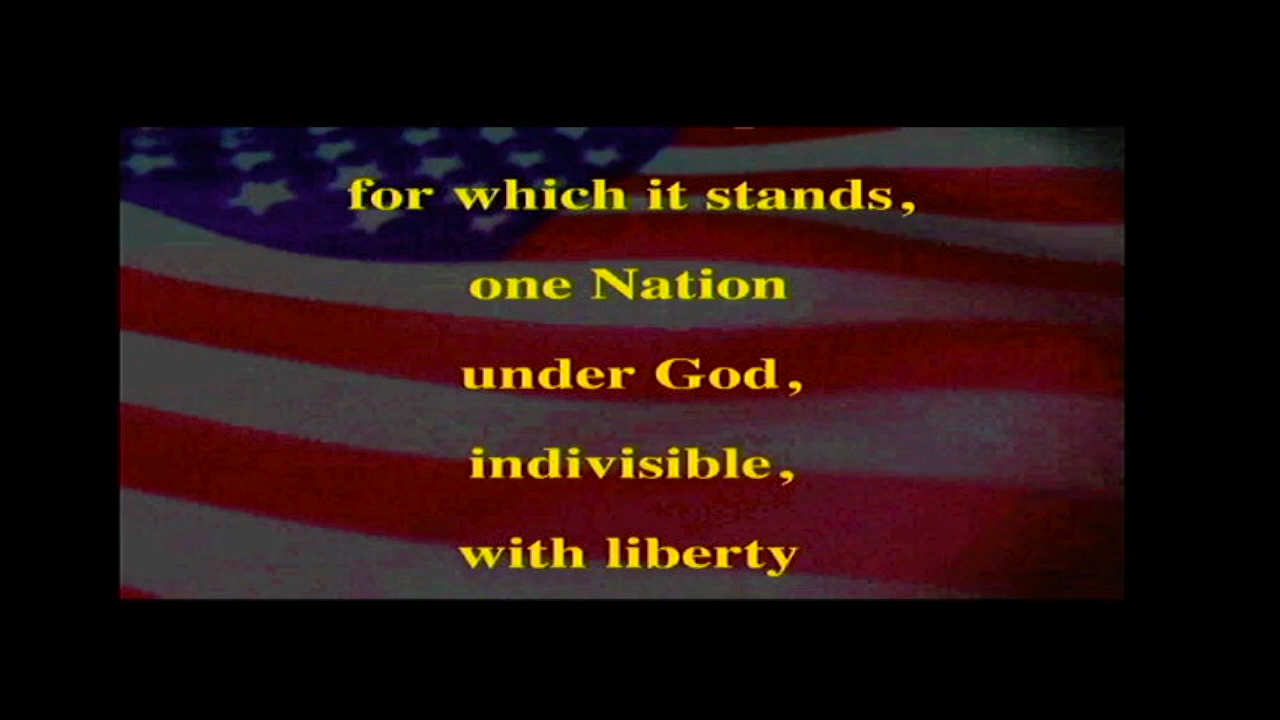 for which it stands,
one Nation
under God,
indivisible,
with liberty